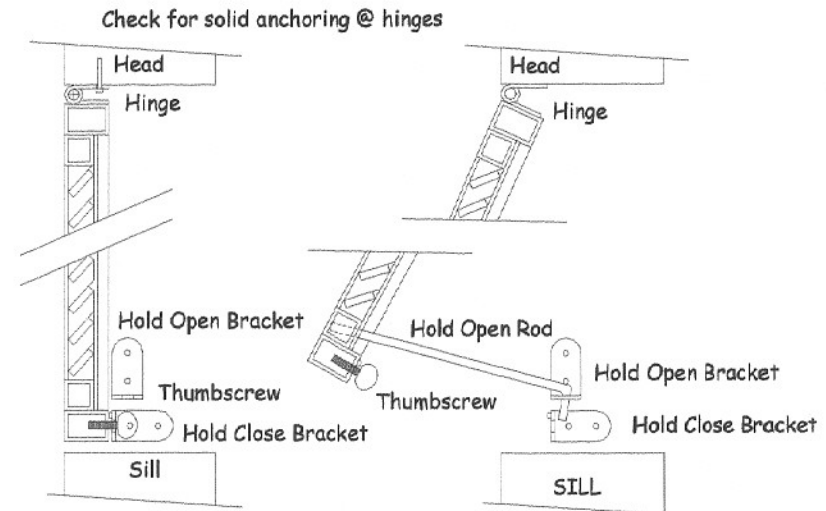 Check for solid anchoring @ hinges
Head
Hinge
Hold Open Bracket
Thumbscrew
Hold Close Bracket
Sill
Head
Hinge
Hold Open Rod
Thumbscrew
Hold Open Bracket
Hold Close Bracket
SILL